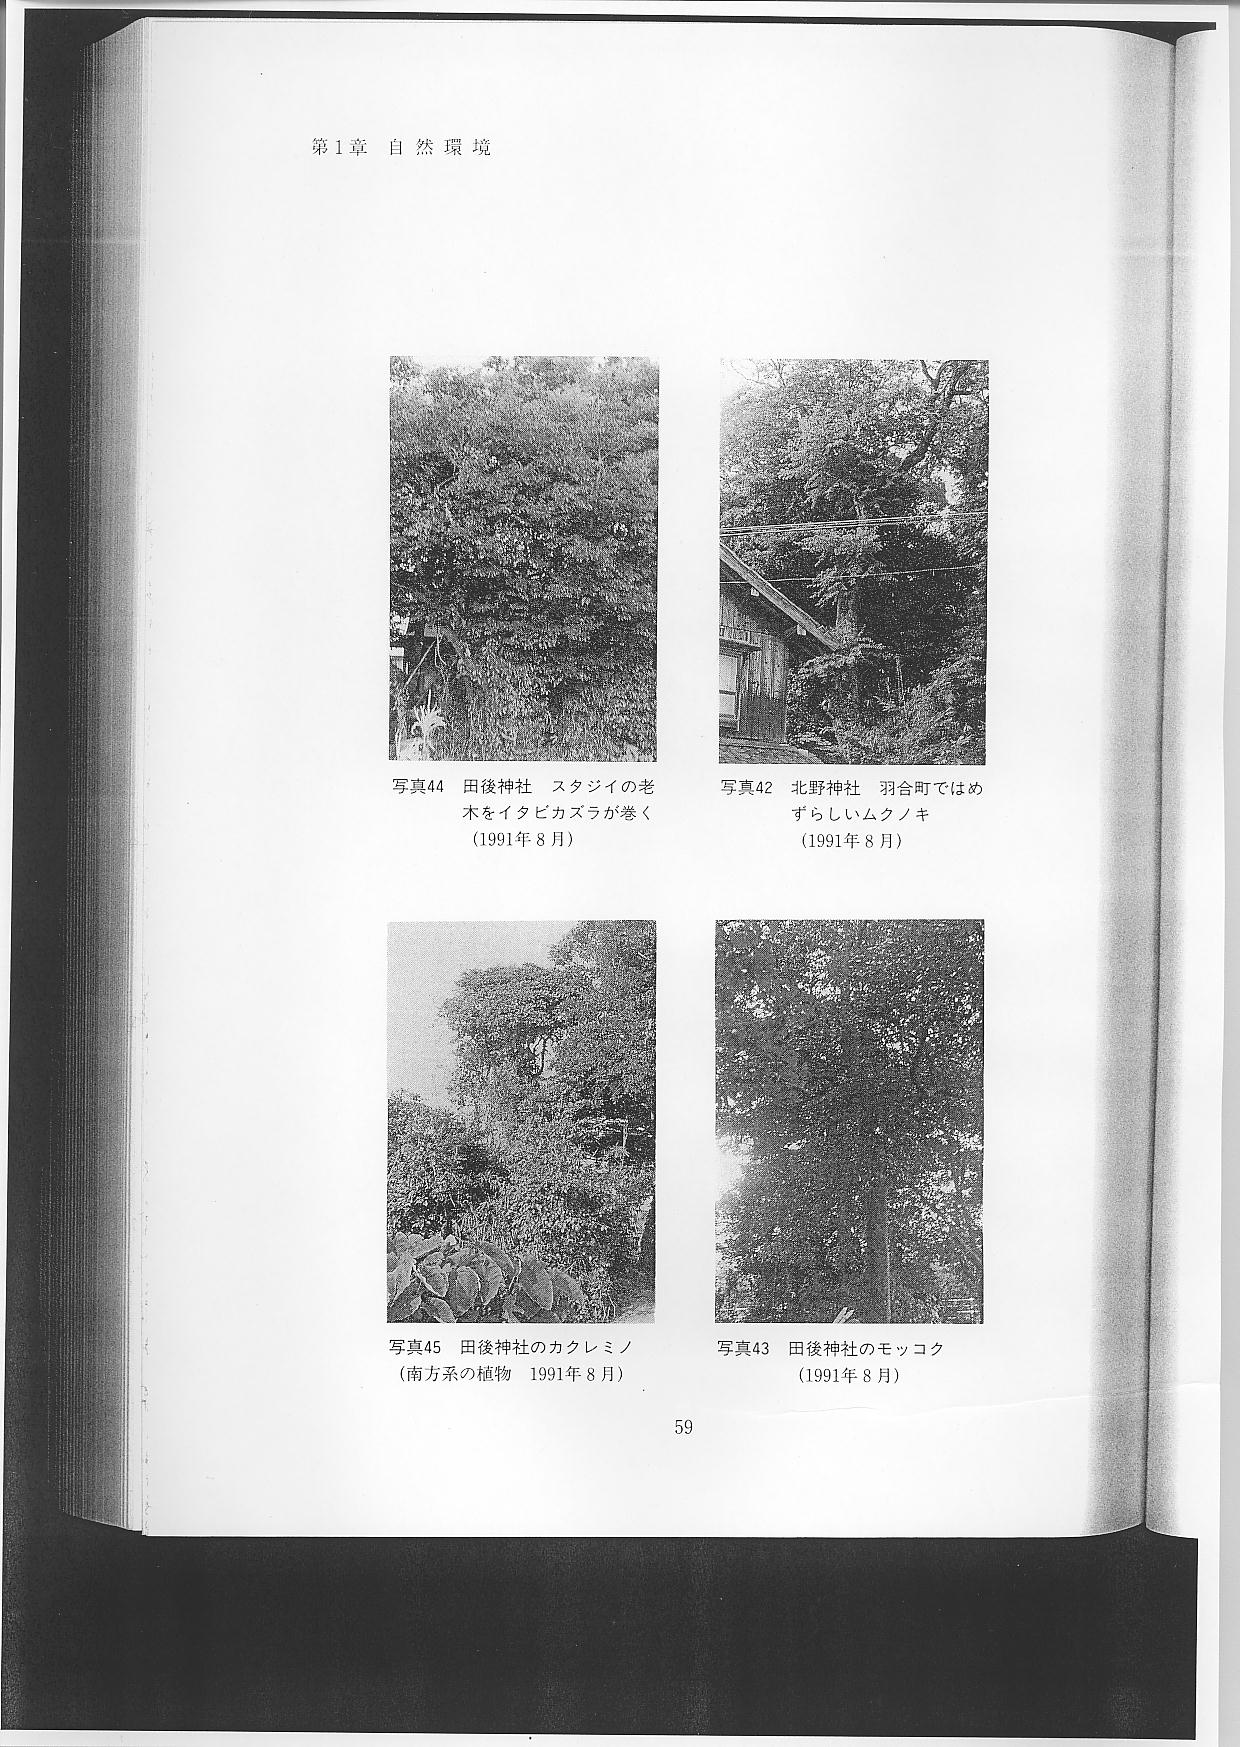 第1章 自然環境
写真44 田後神社 スタジイの老
木をイタビカズラが巻く
(1991年8月)
写真42 北野神社 羽合町ではめ
ずらしいムクノキ
(1991年8月)
写真45 田後神社のカクレミノ
(南方系の植物 1991年8月)
写真43 田後神社のモッコク
(1991年8月)
59